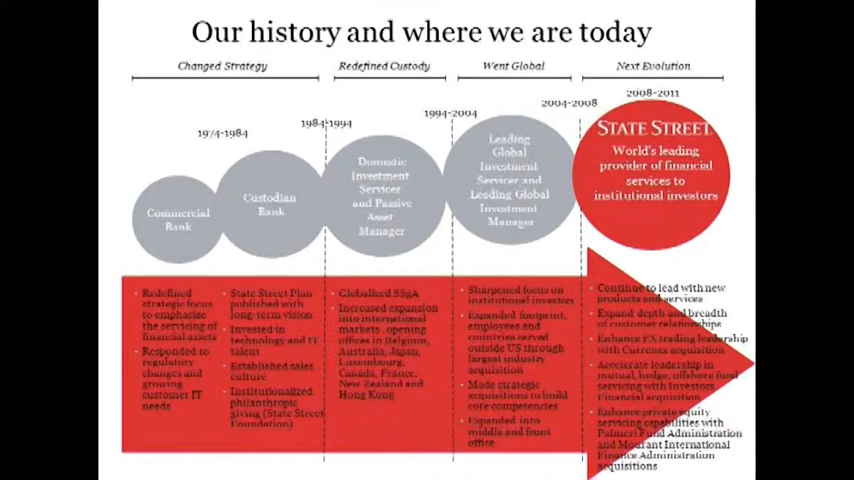 Our history and where we are today
Changed Strategy
Redefined Custody
Went Global
Next Evolution
1974-1984
1984-1994
1994-2004
2004-2008
2008-2011
Commercial
Bank
Custodian
Bank
Domestic
Investment
Servicer
and Passive
Asset
Manager
Leading
Global
Investment
Servicer and
Leading Global
Investment
Manager
STATE STREET.
World's leading
provider of financial
services to
institutional investors
• Redefined
strategic focus
to emphasize
the servicing of
financial assets
• Responded to
regulatory
changes and
growing
customer IT
needs
• State Street Plan
published with
long-term vision
• Invested in
technology and IT
talent
• Established sales
culture
• Institutionalized
philanthropic
giving (State Street
Foundation)
• Globalized SSgA
• Increased expansion
into international
markets , opening
offices in Belgium,
Australia, Japan,
Luxembourg,
Canada, France,
New Zealand and
Hong Kong
• Sharpened focus on
institutional investors
• Expanded footprint,
employees and
countries served
outside US through
largest industry
acquisition
• Made strategic
acquisitions to build
core competencies
• Expanded into
middle and front
office
• Continue to lead with new
products and services
• Expand depth and breadth
of customer relationships
• Enhance FX trading leadership
with Currenex acquisition
• Accelerate leadership in
mutual, hedge, offshore fund
servicing with Investors
Financial acquisition
• Enhance private equity
servicing capabilities with
Palmeri Fund Administration
and Mourant International
Finance Administration
acquisitions